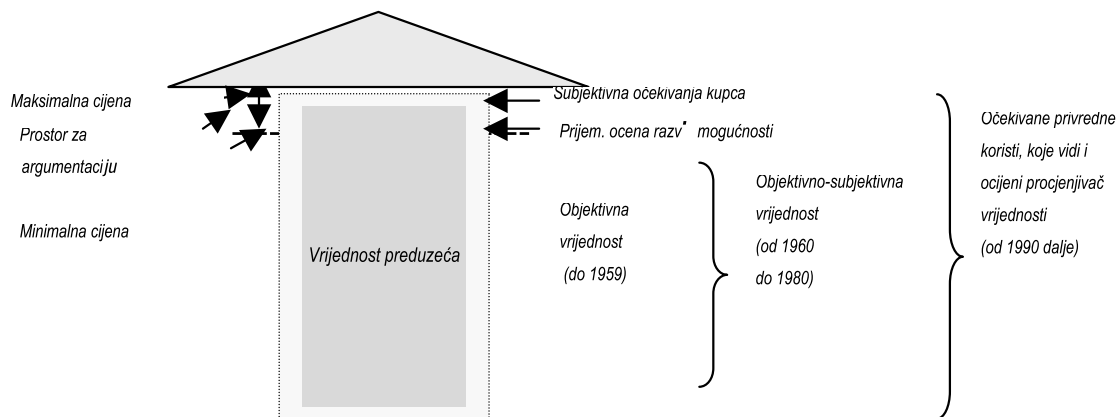 Maksimalna cijena
Prostor za
argumentaciju
Minimalna cijena
Vrijednost preduzeća
Subjektivna očekivanja kupca
Prijem. ocena razv mogućnosti
Objektivna
vrijednost
(do 1959)
Objektivno-subjektivna
vrijednost
(od 1960
do 1980)
Očekivane privredne
koristi, koje vidi i
ocijeni procjenjivač
vrijednosti
(od 1990 dalje)